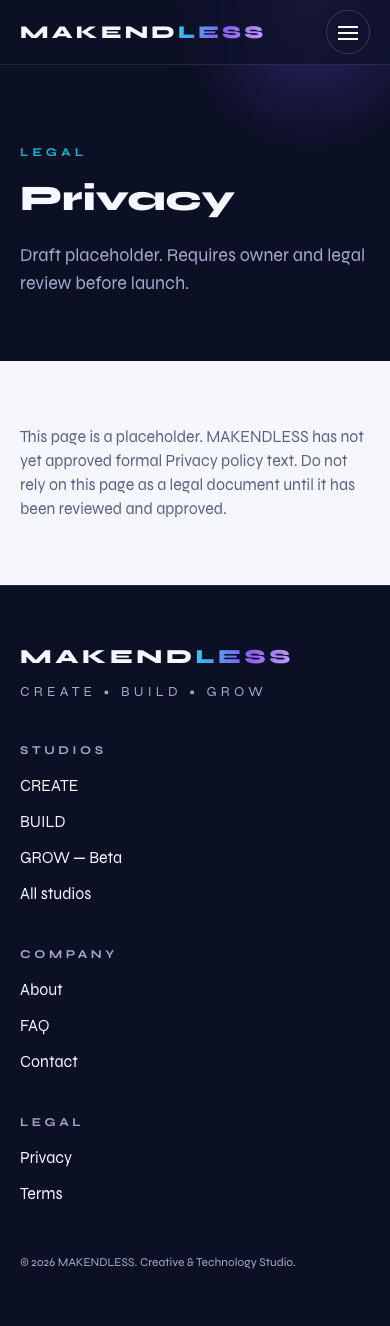 MAKENDLESS
LEGAL
Privacy
Draft placeholder. Requires owner and legal
review before launch.
This page is a placeholder. MAKENDLESS has not
yet approved formal Privacy policy text. Do not
rely on this page as a legal document until it has
been reviewed and approved.
MAKENDLESS
CREATE ▪ BUILD ▪ GROW
STUDIOS
CREATE
BUILD
GROW — Beta
All studios
COMPANY
About
FAQ
Contact
LEGAL
Privacy
Terms
© 2026 MAKENDLESS. Creative & Technology Studio.